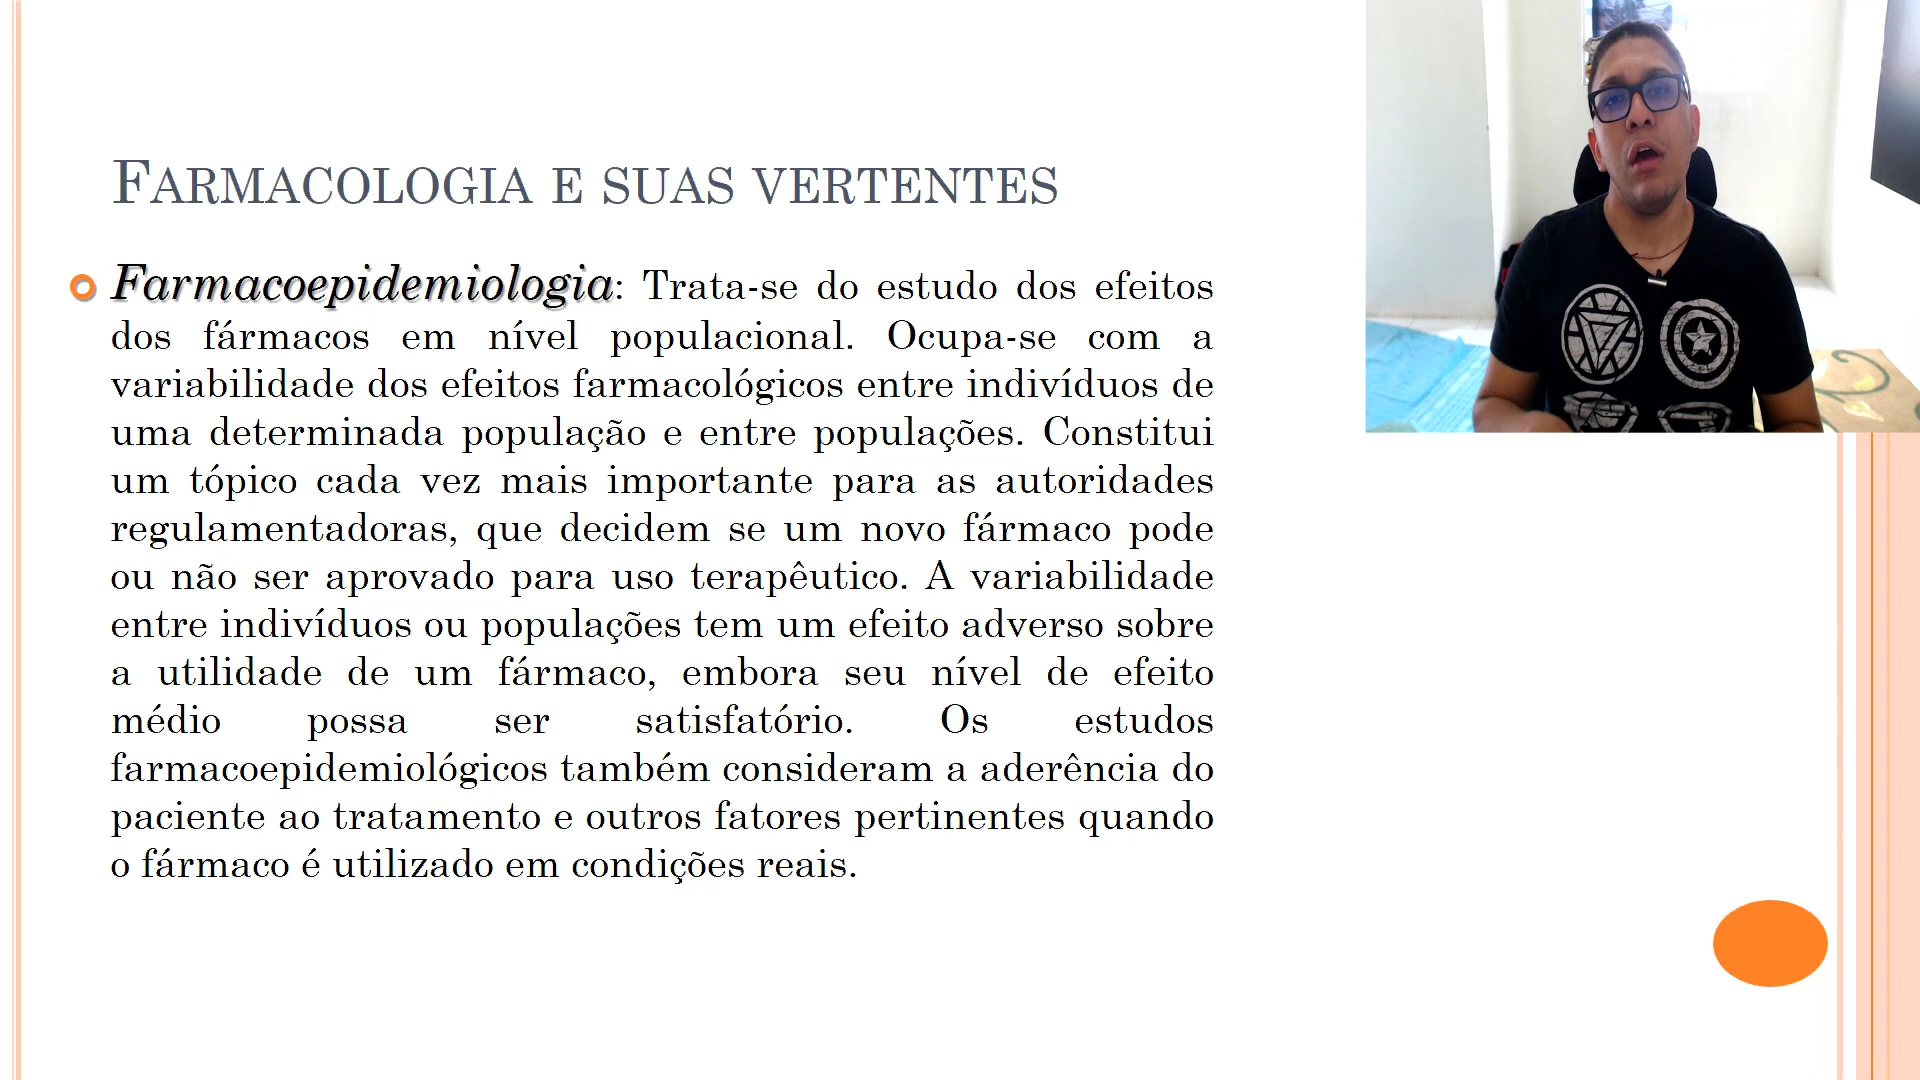 FARMACOLOGIA E SUAS VERTENTES
Farmacoepidemiologia: Trata-se do estudo dos efeitos
dos fármacos em nível populacional. Ocupa-se com a
variabilidade dos efeitos farmacológicos entre indivíduos de
uma determinada população e entre populações. Constitui
um tópico cada vez mais importante para as autoridades
regulamentadoras, que decidem se um novo fármaco pode
ou não ser aprovado para uso terapêutico. A variabilidade
entre indivíduos ou populações tem um efeito adverso sobre
a utilidade de um fármaco, embora seu nível de efeito
médio possa ser satisfatório. Os estudos
farmacoepidemiológicos também consideram a aderência do
paciente ao tratamento e outros fatores pertinentes quando
o fármaco é utilizado em condições reais.